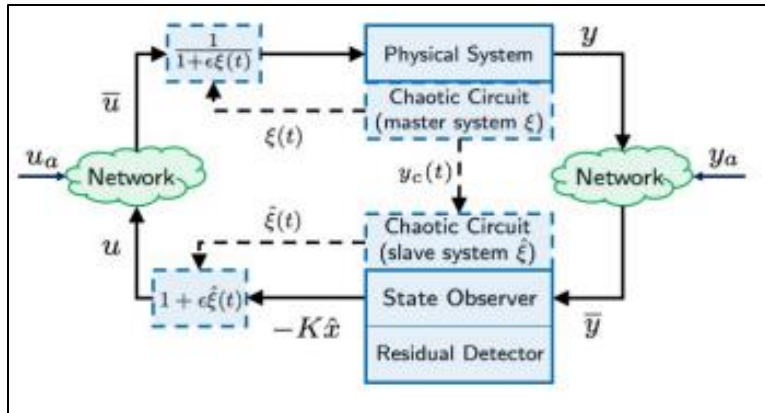 1
1+ϵξ(t)
Physical System
y
u̅
Chaotic Circuit
(master system ξ)
ξ(t)
u_a
Network
y_c(t)
Network
y_a
ξ̂(t)
Chaotic Circuit
(slave system ξ̂)
u
1 + ϵξ̂(t)
−Kx̂
State Observer
y̅
Residual Detector